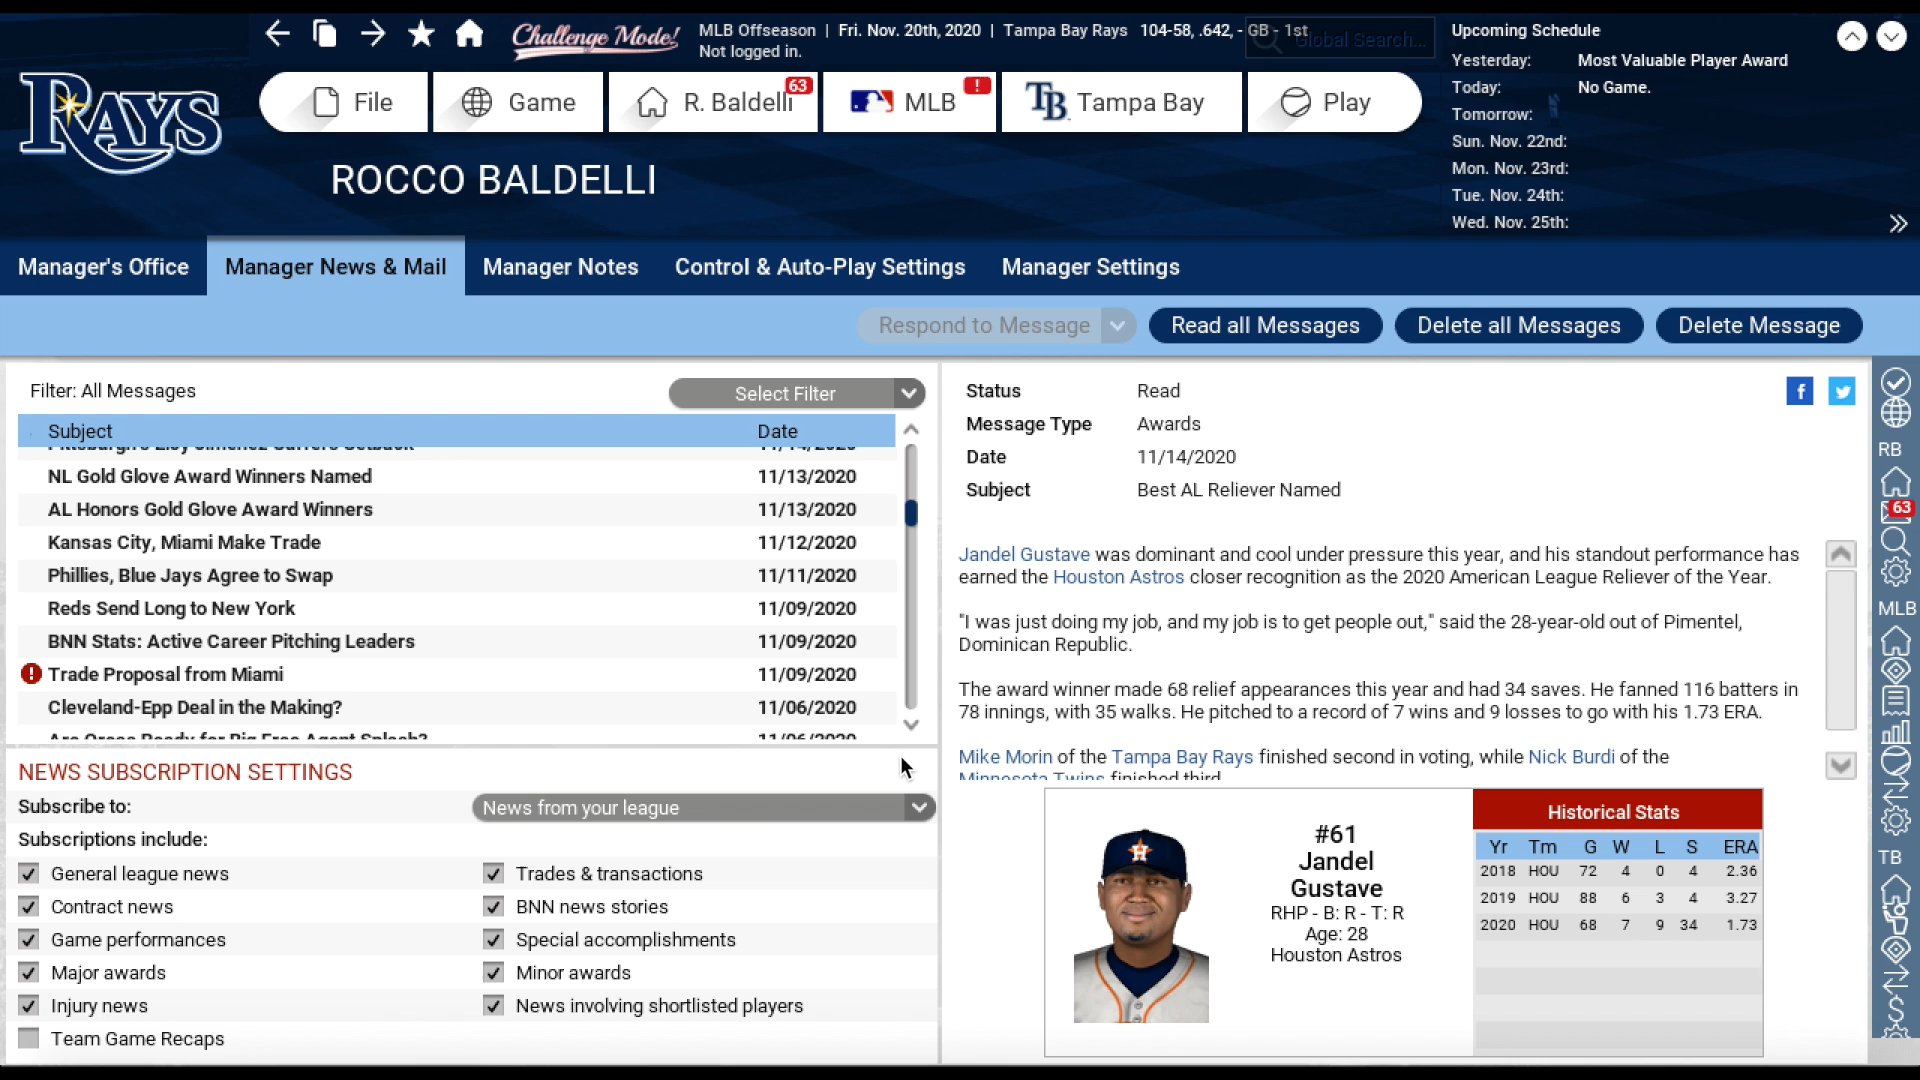 Challenge Mode!
MLB Offseason | Fri. Nov. 20th, 2020 | Tampa Bay Rays 104-58, .642, - GB - 1st
Not logged in.
Global Search...
Upcoming Schedule
Yesterday: Most Valuable Player Award
Today: No Game.
Tomorrow:
Sun. Nov. 22nd:
Mon. Nov. 23rd:
Tue. Nov. 24th:
Wed. Nov. 25th:
RAYS
File
Game
R. Baldelli
63
MLB
!
TB
Tampa Bay
Play
ROCCO BALDELLI
Manager's Office
Manager News & Mail
Manager Notes
Control & Auto-Play Settings
Manager Settings
Respond to Message
Read all Messages
Delete all Messages
Delete Message
Filter: All Messages
Select Filter
Subject Date
NL Gold Glove Award Winners Named 11/13/2020
AL Honors Gold Glove Award Winners 11/13/2020
Kansas City, Miami Make Trade 11/12/2020
Phillies, Blue Jays Agree to Swap 11/11/2020
Reds Send Long to New York 11/09/2020
BNN Stats: Active Career Pitching Leaders 11/09/2020
! Trade Proposal from Miami 11/09/2020
Cleveland-Epp Deal in the Making? 11/06/2020
NEWS SUBSCRIPTION SETTINGS
Subscribe to: News from your league
Subscriptions include:
General league news
Trades & transactions
Contract news
BNN news stories
Game performances
Special accomplishments
Major awards
Minor awards
Injury news
News involving shortlisted players
Team Game Recaps
Status Read
Message Type Awards
Date 11/14/2020
Subject Best AL Reliever Named
f
Jandel Gustave was dominant and cool under pressure this year, and his standout performance has
earned the Houston Astros closer recognition as the 2020 American League Reliever of the Year.
"I was just doing my job, and my job is to get people out," said the 28-year-old out of Pimentel,
Dominican Republic.
The award winner made 68 relief appearances this year and had 34 saves. He fanned 116 batters in
78 innings, with 35 walks. He pitched to a record of 7 wins and 9 losses to go with his 1.73 ERA.
Mike Morin of the Tampa Bay Rays finished second in voting, while Nick Burdi of the
Minnesota Twins finished third.
#61
Jandel
Gustave
RHP - B: R - T: R
Age: 28
Houston Astros
Historical Stats
Yr Tm G W L S ERA
2018 HOU 72 4 0 4 2.36
2019 HOU 88 6 3 4 3.27
2020 HOU 68 7 9 34 1.73
RB
63
MLB
TB